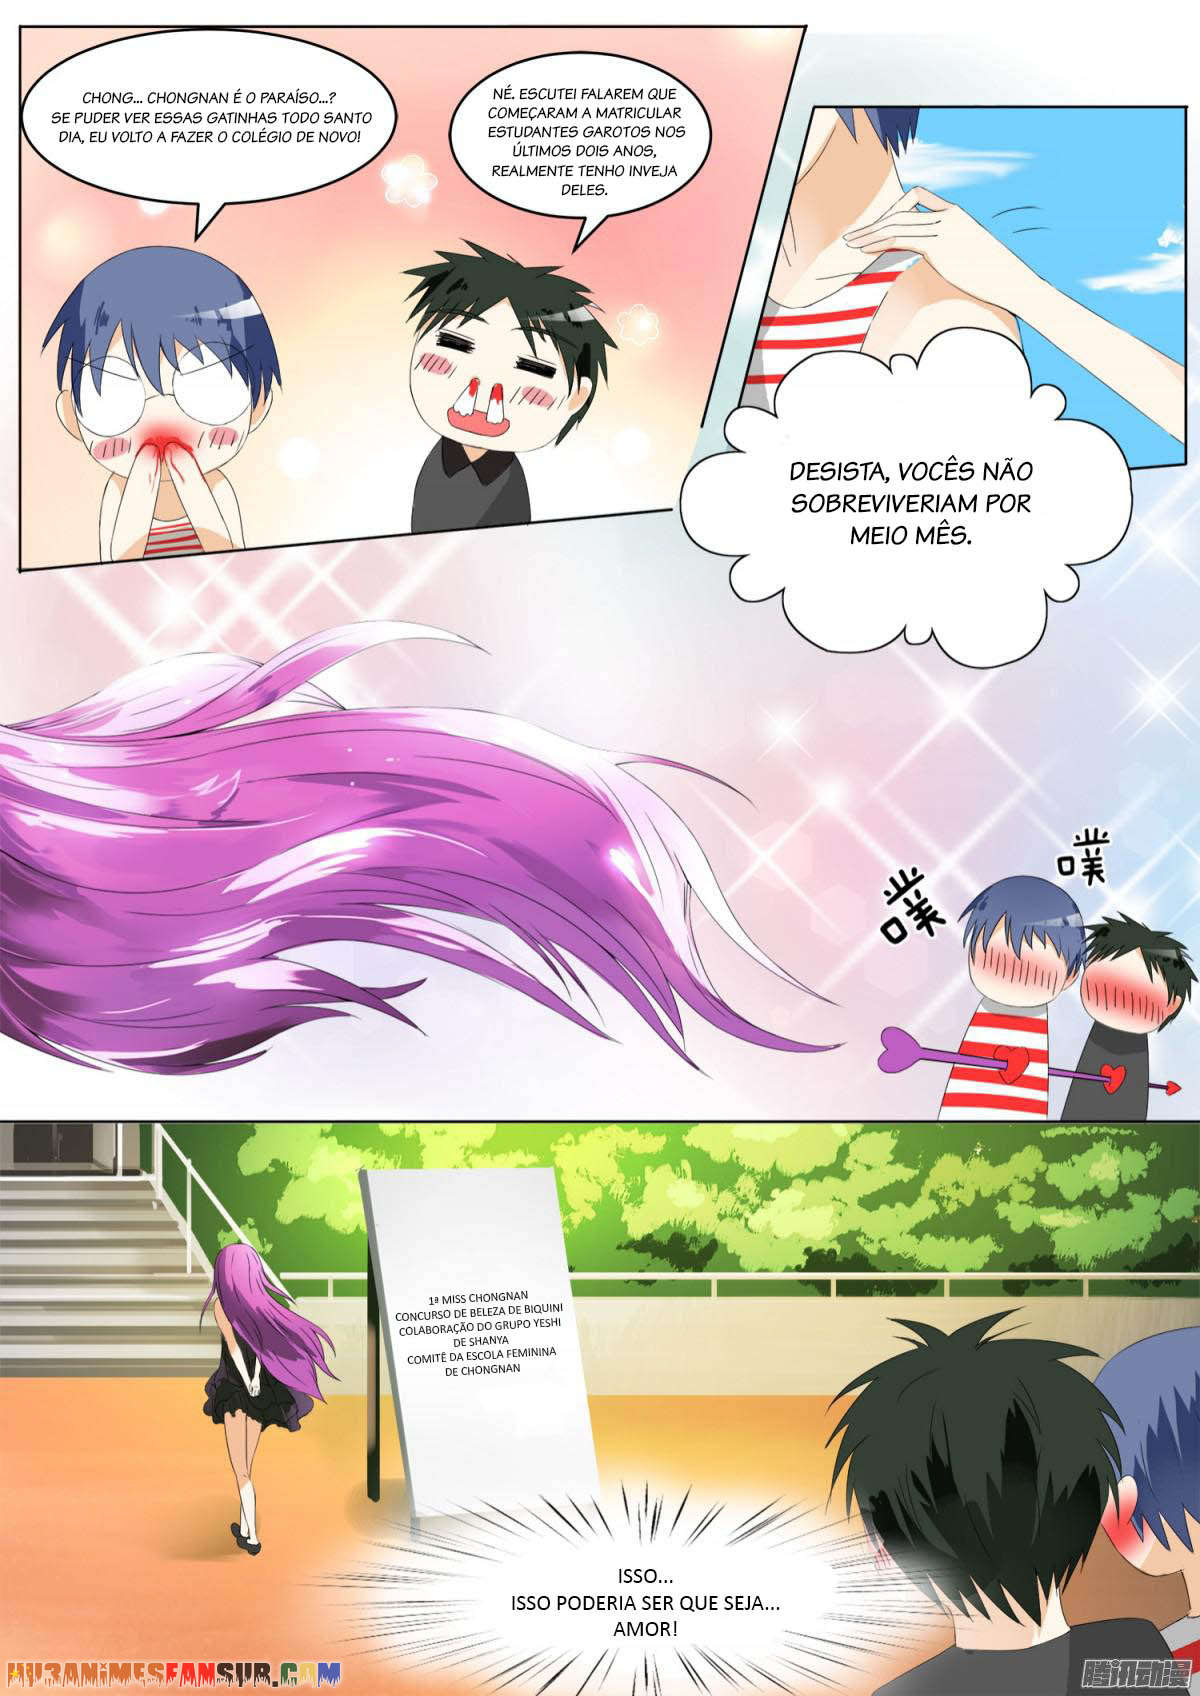 CHONG... CHONGNAN É O PARAÍSO...?
SE PUDER VER ESSAS GATINHAS TODO SANTO
DIA, EU VOLTO A FAZER O COLÉGIO DE NOVO!
NÉ. ESCUTEI FALAREM QUE
COMEÇARAM A MATRICULAR
ESTUDANTES GAROTOS NOS
ÚLTIMOS DOIS ANOS,
REALMENTE TENHO INVEJA
DELES.
DESISTA, VOCÊS NÃO
SOBREVIVERIAM POR
MEIO MÊS.
噗
噗
1ª MISS CHONGNAN
CONCURSO DE BELEZA DE BIQUINI
COLABORAÇÃO DO GRUPO YESHI
DE SHANYA
COMITÊ DA ESCOLA FEMININA
DE CHONGNAN
ISSO...
ISSO PODERIA SER QUE SEJA...
AMOR!
HU3ANIMESFANSUB.COM
腾讯动漫